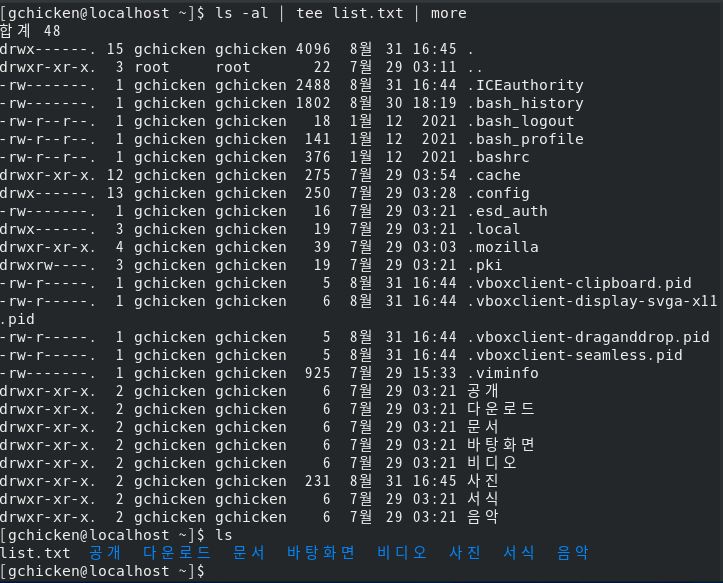 [gchicken@localhost ~]$ ls -al | tee list.txt | more
합계 48
drwx------. 15 gchicken gchicken 4096  8월 31 16:45 .
drwxr-xr-x.  3 root     root       22  7월 29 03:11 ..
-rw-------.  1 gchicken gchicken 2488  8월 31 16:44 .ICEauthority
-rw-------.  1 gchicken gchicken 1802  8월 30 18:19 .bash_history
-rw-r--r--.  1 gchicken gchicken   18  1월 12  2021 .bash_logout
-rw-r--r--.  1 gchicken gchicken  141  1월 12  2021 .bash_profile
-rw-r--r--.  1 gchicken gchicken  376  1월 12  2021 .bashrc
drwxr-xr-x. 12 gchicken gchicken  275  7월 29 03:54 .cache
drwx------. 13 gchicken gchicken  250  7월 29 03:28 .config
-rw-------.  1 gchicken gchicken   16  7월 29 03:21 .esd_auth
drwx------.  3 gchicken gchicken   19  7월 29 03:21 .local
drwxr-xr-x.  4 gchicken gchicken   39  7월 29 03:03 .mozilla
drwxrw----.  3 gchicken gchicken   19  7월 29 03:21 .pki
-rw-r-----.  1 gchicken gchicken    5  8월 31 16:44 .vboxclient-clipboard.pid
-rw-r-----.  1 gchicken gchicken    6  8월 31 16:44 .vboxclient-display-svga-x11
.pid
-rw-r-----.  1 gchicken gchicken    5  8월 31 16:44 .vboxclient-draganddrop.pid
-rw-r-----.  1 gchicken gchicken    5  8월 31 16:44 .vboxclient-seamless.pid
-rw-------.  1 gchicken gchicken  925  7월 29 15:33 .viminfo
drwxr-xr-x.  2 gchicken gchicken    6  7월 29 03:21 공개
drwxr-xr-x.  2 gchicken gchicken    6  7월 29 03:21 다운로드
drwxr-xr-x.  2 gchicken gchicken    6  7월 29 03:21 문서
drwxr-xr-x.  2 gchicken gchicken    6  7월 29 03:21 바탕화면
drwxr-xr-x.  2 gchicken gchicken    6  7월 29 03:21 비디오
drwxr-xr-x.  2 gchicken gchicken  231  8월 31 16:45 사진
drwxr-xr-x.  2 gchicken gchicken    6  7월 29 03:21 서식
drwxr-xr-x.  2 gchicken gchicken    6  7월 29 03:21 음악
[gchicken@localhost ~]$ ls
list.txt  공개  다운로드  문서  바탕화면  비디오  사진  서식  음악
[gchicken@localhost ~]$